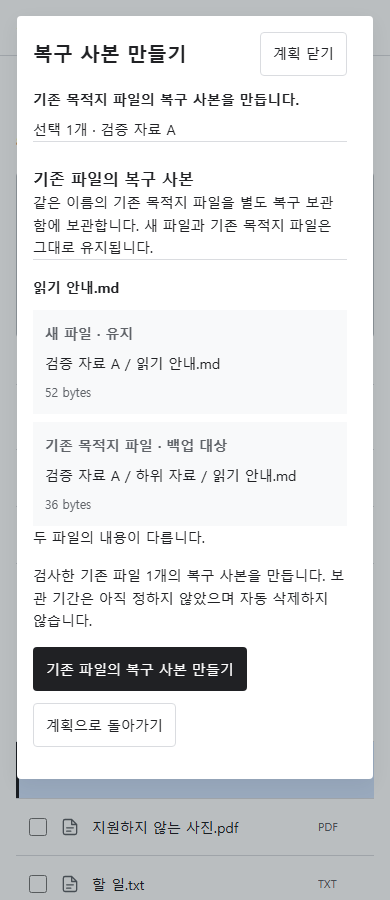 복구 사본 만들기
계획 닫기
기존 목적지 파일의 복구 사본을 만듭니다.
선택 1개 · 검증 자료 A
기존 파일의 복구 사본
같은 이름의 기존 목적지 파일을 별도 복구 보관
함에 보관합니다. 새 파일과 기존 목적지 파일은
그대로 유지됩니다.
읽기 안내.md
새 파일 · 유지
검증 자료 A / 읽기 안내.md
52 bytes
기존 목적지 파일 · 백업 대상
검증 자료 A / 하위 자료 / 읽기 안내.md
36 bytes
두 파일의 내용이 다릅니다.
검사한 기존 파일 1개의 복구 사본을 만듭니다. 보
관 기간은 아직 정하지 않았으며 자동 삭제하지
않습니다.
기존 파일의 복구 사본 만들기
계획으로 돌아가기
지원하지 않는 사진.pdf
PDF
할 일.txt
TXT